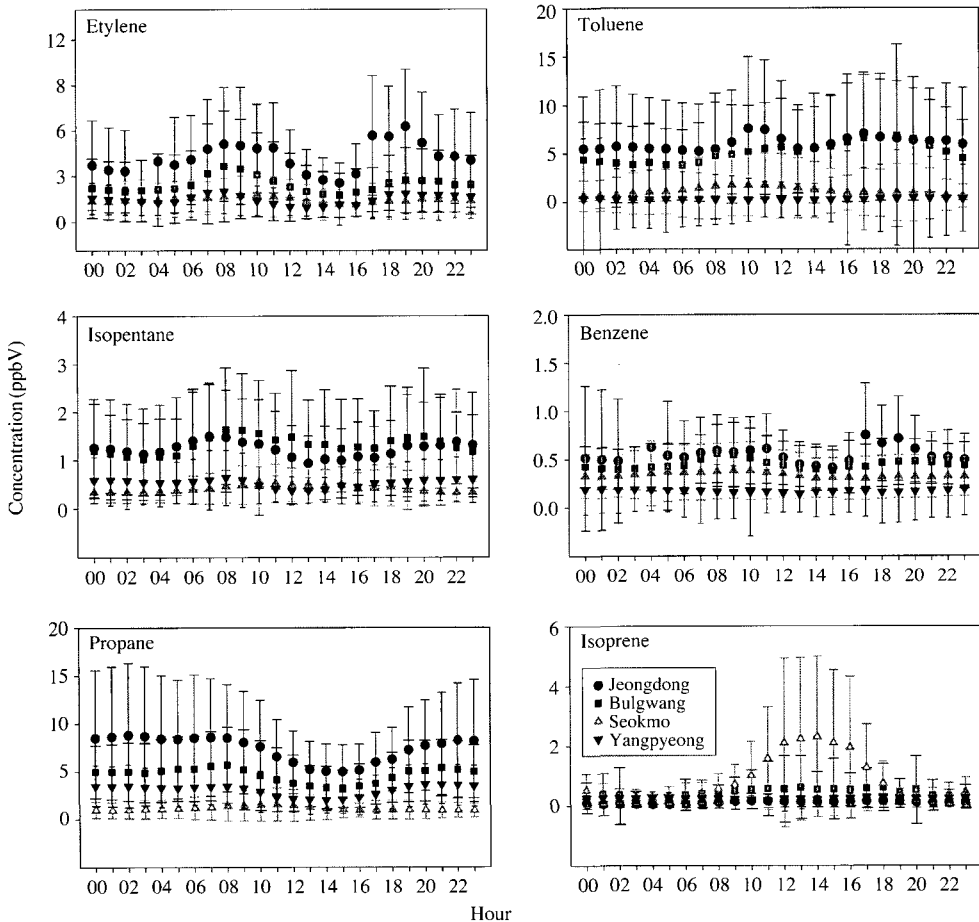 Etylene
12
9
6
3
0
00 02 04 06 08 10 12 14 16 18 20 22
Toluene
20
15
10
5
0
00 02 04 06 08 10 12 14 16 18 20 22
Isopentane
4
3
2
1
0
00 02 04 06 08 10 12 14 16 18 20 22
Benzene
2.0
1.5
1.0
0.5
0.0
00 02 04 06 08 10 12 14 16 18 20 22
Propane
20
15
10
5
0
00 02 04 06 08 10 12 14 16 18 20 22
Isoprene
6
4
2
0
Jeongdong
Bulgwang
Seokmo
Yangpyeong
00 02 04 06 08 10 12 14 16 18 20 22
Concentration (ppbV)
Hour